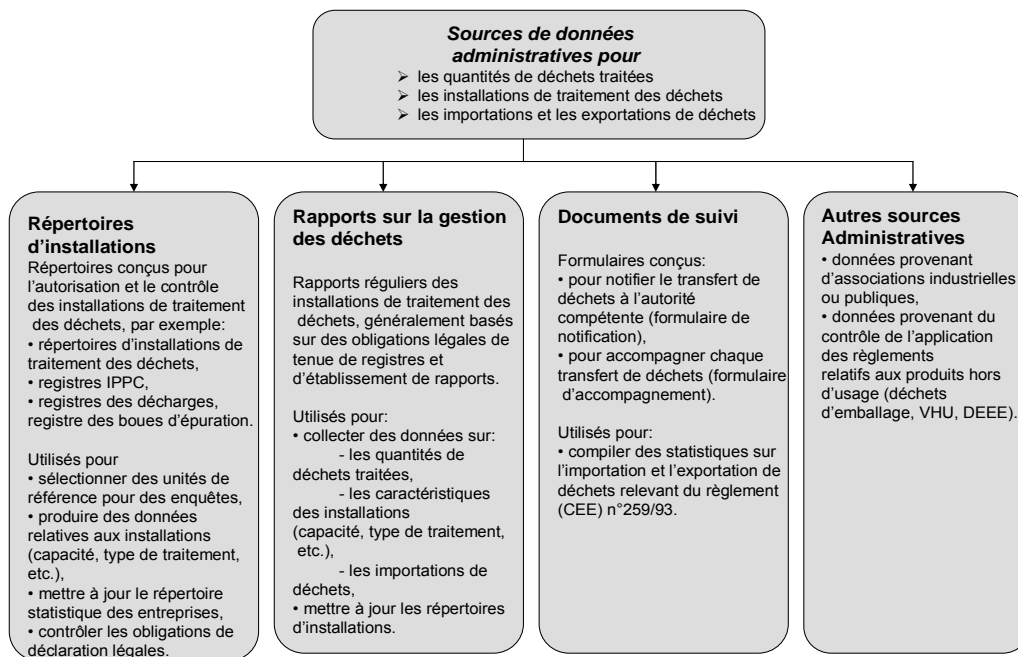 Sources de données
administratives pour
➢ les quantités de déchets traitées
➢ les installations de traitement des déchets
➢ les importations et les exportations de déchets
Répertoires
d’installations
Répertoires conçus pour
l’autorisation et le contrôle
des installations de traitement
des déchets, par exemple:
• répertoires d’installations de
traitement des déchets,
• registres IPPC,
• registres des décharges,
registre des boues d’épuration.
Utilisés pour
• sélectionner des unités de
référence pour des enquêtes,
• produire des données
relatives aux installations
(capacité, type de traitement,
etc.),
• mettre à jour le répertoire
statistique des entreprises,
• contrôler les obligations de
déclaration légales.
Rapports sur la gestion
des déchets
Rapports réguliers des
installations de traitement des
déchets, généralement basés
sur des obligations légales de
tenue de registres et
d’établissement de rapports.
Utilisés pour:
• collecter des données sur:
- les quantités de
déchets traitées,
- les caractéristiques
des installations
(capacité, type de traitement,
etc.),
- les importations de
déchets,
• mettre à jour les répertoires
d’installations.
Documents de suivi
Formulaires conçus:
• pour notifier le transfert de
déchets à l’autorité
compétente (formulaire de
notification),
• pour accompagner chaque
transfert de déchets (formulaire
d’accompagnement).
Utilisés pour:
• compiler des statistiques sur
l’importation et l’exportation de
déchets relevant du règlement
(CEE) n°259/93.
Autres sources
Administratives
• données provenant
d’associations industrielles
ou publiques,
• données provenant du
contrôle de l’application
des règlements
relatifs aux produits hors
d’usage (déchets
d’emballage, VHU, DEEE).